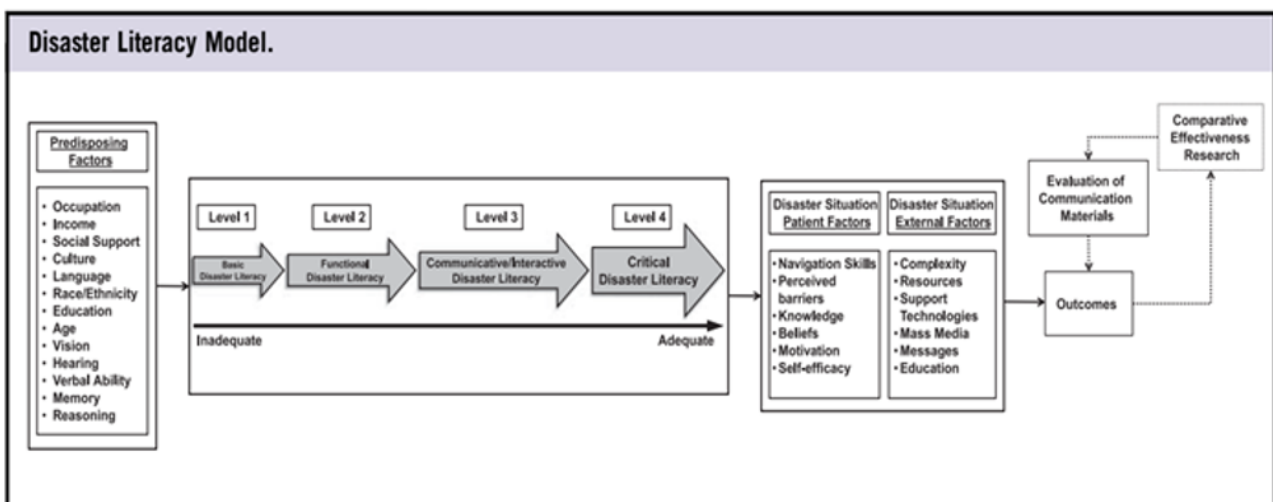 Disaster Literacy Model.
Predisposing
Factors
• Occupation
• Income
• Social Support
• Culture
• Language
• Race/Ethnicity
• Education
• Age
• Vision
• Hearing
• Verbal Ability
• Memory
• Reasoning
Level 1
Level 2
Level 3
Level 4
Basic
Disaster Literacy
Functional
Disaster Literacy
Communicative/Interactive
Disaster Literacy
Critical
Disaster Literacy
Inadequate
Adequate
Disaster Situation
Patient Factors
•Navigation Skills
•Perceived
barriers
•Knowledge
•Beliefs
•Motivation
•Self-efficacy
Disaster Situation
External Factors
•Complexity
•Resources
•Support
Technologies
•Mass Media
•Messages
•Education
Comparative
Effectiveness
Research
Evaluation of
Communication
Materials
Outcomes